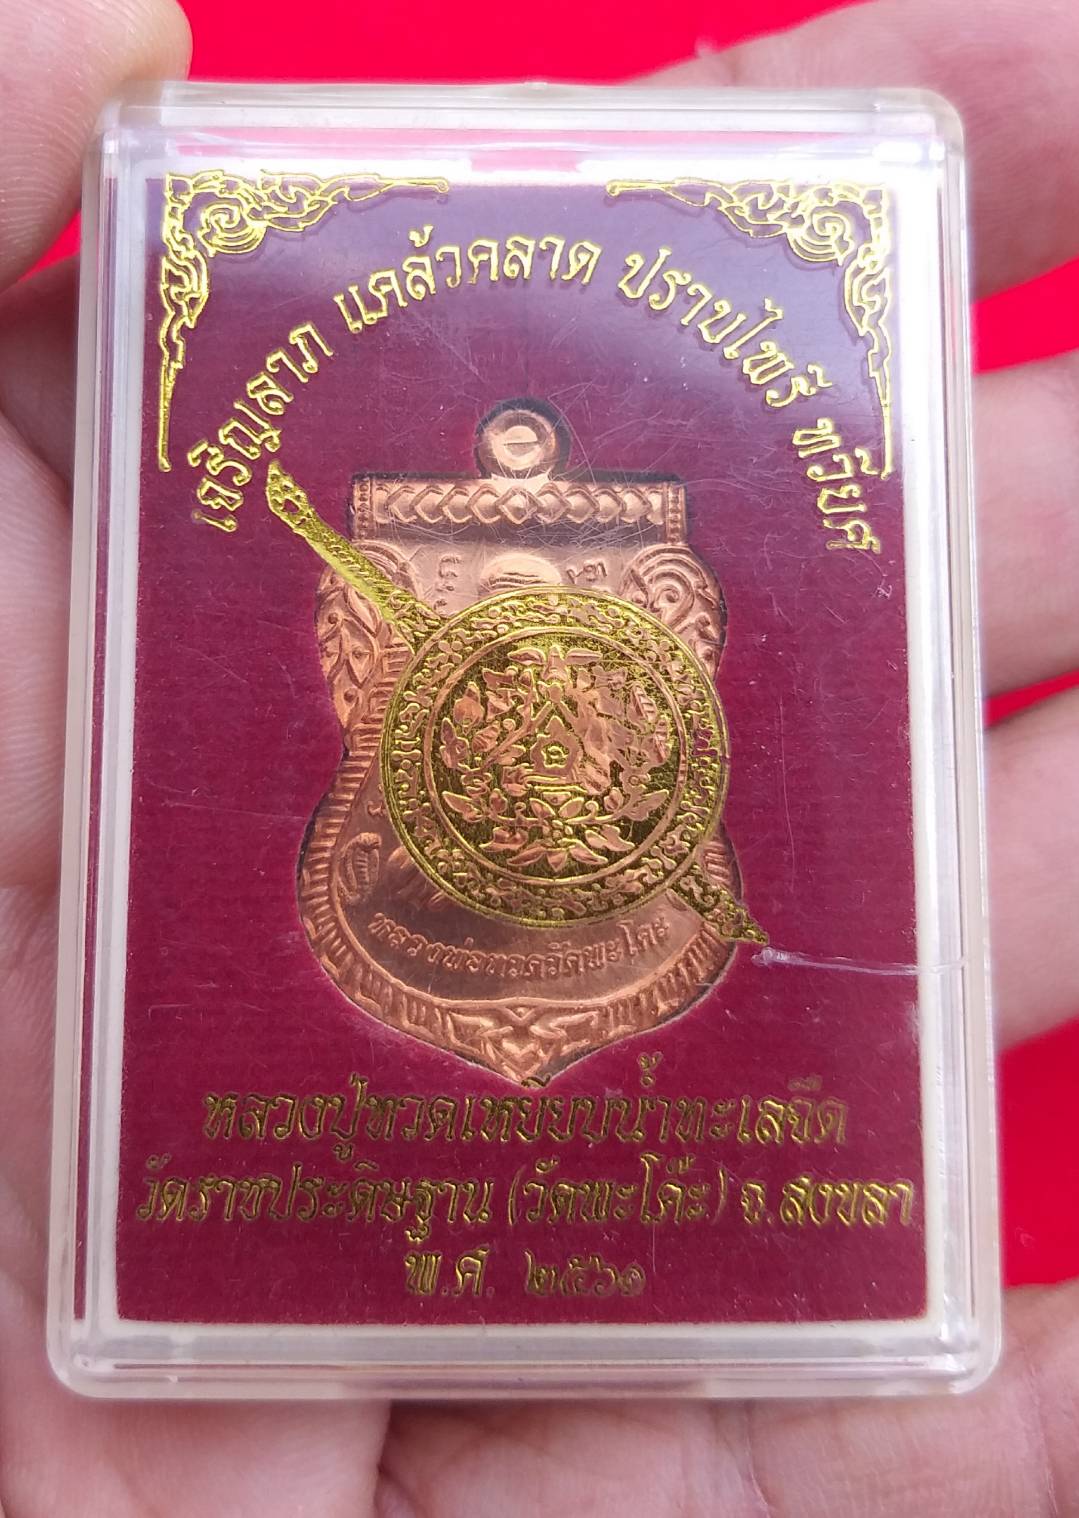 เจริญลาภ แคล้วคลาด ปราบไพรี ทวียศ
หลวงพ่อทวดวัดพะโคะ
หลวงปู่ทวดเหยียบน้ำทะเลจืด
วัดราชประดิษฐาน (วัดพะโค๊ะ) จ.สงขลา
พ.ศ. ๒๕๖๑